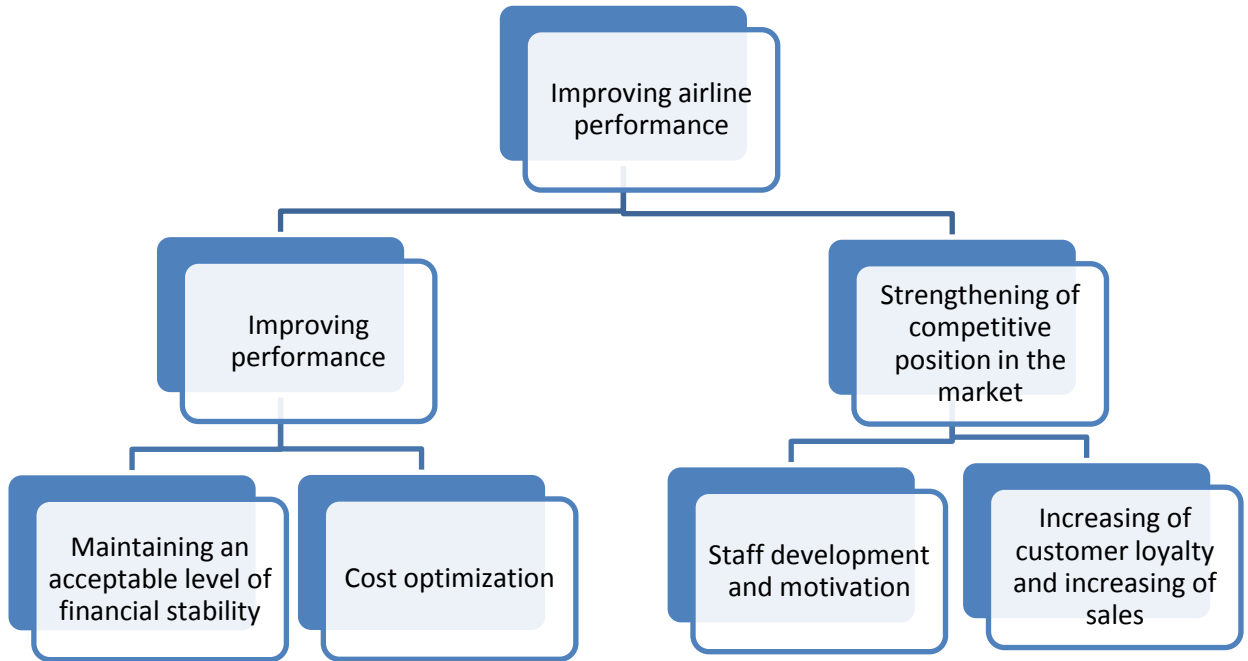 Improving airline
performance
Improving
performance
Strengthening of
competitive
position in the
market
Maintaining an
acceptable level of
financial stability
Cost optimization
Staff development
and motivation
Increasing of
customer loyalty
and increasing of
sales